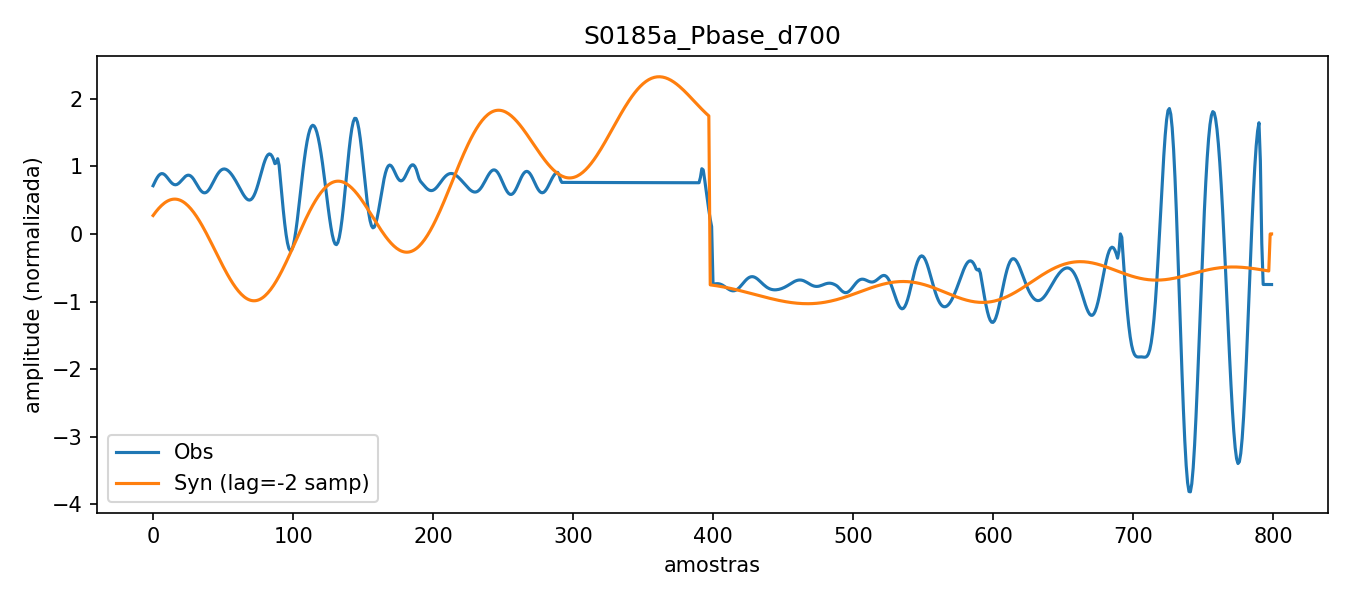 S0185a_Pbase_d700
amplitude (normalizada)
2
1
0
−1
−2
−3
−4
Obs
Syn (lag=-2 samp)
0 100 200 300 400 500 600 700 800
amostras